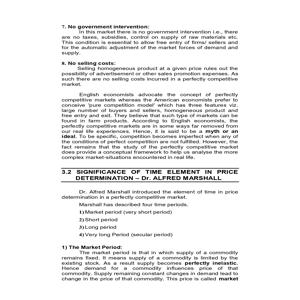 7. No government intervention:
In this market there is no government intervention i.e., there
are no taxes, subsidies, control on supply of raw materials etc.
This condition is essential to allow free entry of firms/ sellers and
for the automatic adjustment of the market forces of demand and
supply.
8. No selling costs:
Selling homogeneous product at a given price rules out the
possibility of advertisement or other sales promotion expenses. As
such there are no selling costs incurred in a perfectly competitive
market.
English economists advocate the concept of perfectly
competitive markets whereas the American economists prefer to
conceive 'pure competition model' which has three features viz.
large number of buyers and sellers, homogeneous product and
free entry and exit. They believe that such type of markets can be
found in farm products. According to English economists, the
perfectly competitive markets are in some ways far removed from
our real life experiences. Hence, it is said to be a myth or an
ideal. To be specific, competition becomes imperfect when any of
the conditions of perfect competition are not fulfilled. However, the
fact remains that the study of the perfectly competitive market
does provide a conceptual framework to help us analyse the more
complex market-situations encountered in real life.
3.2 SIGNIFICANCE OF TIME ELEMENT IN PRICE
DETERMINATION – Dr. ALFRED MARSHALL
Dr. Alfred Marshall introduced the element of time in price
determination in a perfectly competitive market.
Marshall has described four time periods.
1) Market period (very short period)
2) Short period
3) Long period
4) Very long Period (secular period)
1) The Market Period:
The market period is that in which supply of a commodity
remains fixed. It means supply of a commodity is limited by the
existing stock. As a result supply becomes perfectly inelastic.
Hence demand for a commodity influences price of that
commodity. Supply remaining constant changes in demand lead to
change in the price of that commodity. This price is called market